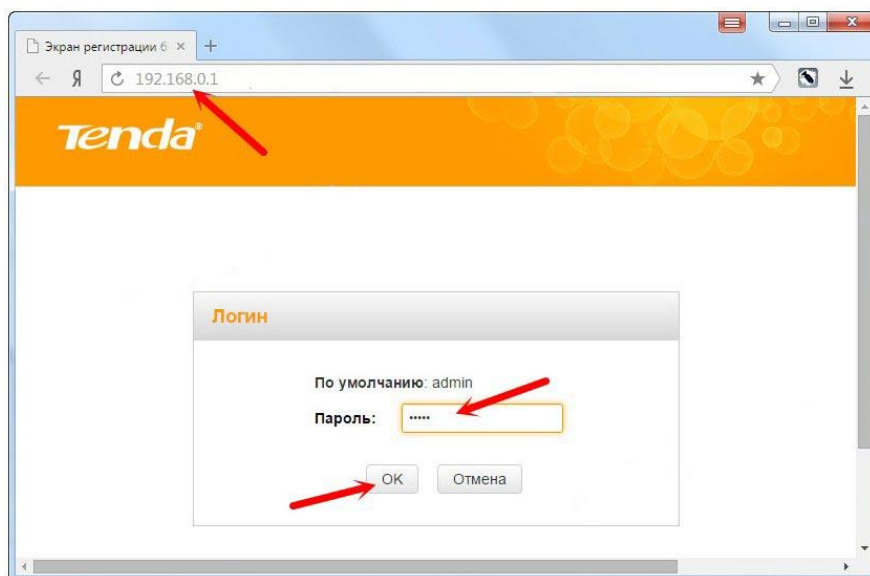 Экран регистрации б
Я
192.168.0.1
Tenda®
Логин
По умолчанию: admin
Пароль: •••••
OK
Отмена